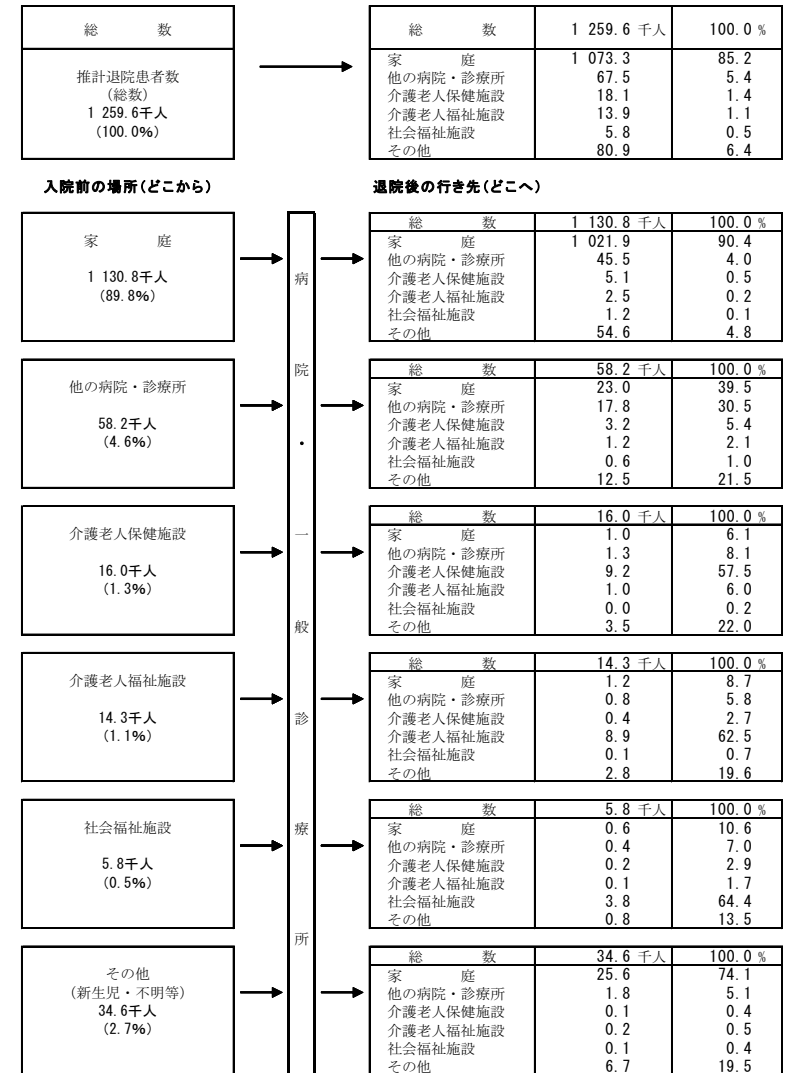 総 数
推計退院患者数
(総数)
1 259.6千人
(100.0%)
総 数 1 259.6 千人 100.0 %
家 庭 1 073.3 85.2
他の病院・診療所 67.5 5.4
介護老人保健施設 18.1 1.4
介護老人福祉施設 13.9 1.1
社会福祉施設 5.8 0.5
その他 80.9 6.4
入院前の場所(どこから)
退院後の行き先(どこへ)
病院・一般診療所
家 庭
1 130.8千人
(89.8%)
総 数 1 130.8 千人 100.0 %
家 庭 1 021.9 90.4
他の病院・診療所 45.5 4.0
介護老人保健施設 5.1 0.5
介護老人福祉施設 2.5 0.2
社会福祉施設 1.2 0.1
その他 54.6 4.8
他の病院・診療所
58.2千人
(4.6%)
総 数 58.2 千人 100.0 %
家 庭 23.0 39.5
他の病院・診療所 17.8 30.5
介護老人保健施設 3.2 5.4
介護老人福祉施設 1.2 2.1
社会福祉施設 0.6 1.0
その他 12.5 21.5
介護老人保健施設
16.0千人
(1.3%)
総 数 16.0 千人 100.0 %
家 庭 1.0 6.1
他の病院・診療所 1.3 8.1
介護老人保健施設 9.2 57.5
介護老人福祉施設 1.0 6.0
社会福祉施設 0.0 0.2
その他 3.5 22.0
介護老人福祉施設
14.3千人
(1.1%)
総 数 14.3 千人 100.0 %
家 庭 1.2 8.7
他の病院・診療所 0.8 5.8
介護老人保健施設 0.4 2.7
介護老人福祉施設 8.9 62.5
社会福祉施設 0.1 0.7
その他 2.8 19.6
社会福祉施設
5.8千人
(0.5%)
総 数 5.8 千人 100.0 %
家 庭 0.6 10.6
他の病院・診療所 0.4 7.0
介護老人保健施設 0.2 2.9
介護老人福祉施設 0.1 1.7
社会福祉施設 3.8 64.4
その他 0.8 13.5
その他
(新生児・不明等)
34.6千人
(2.7%)
総 数 34.6 千人 100.0 %
家 庭 25.6 74.1
他の病院・診療所 1.8 5.1
介護老人保健施設 0.1 0.4
介護老人福祉施設 0.2 0.5
社会福祉施設 0.1 0.4
その他 6.7 19.5